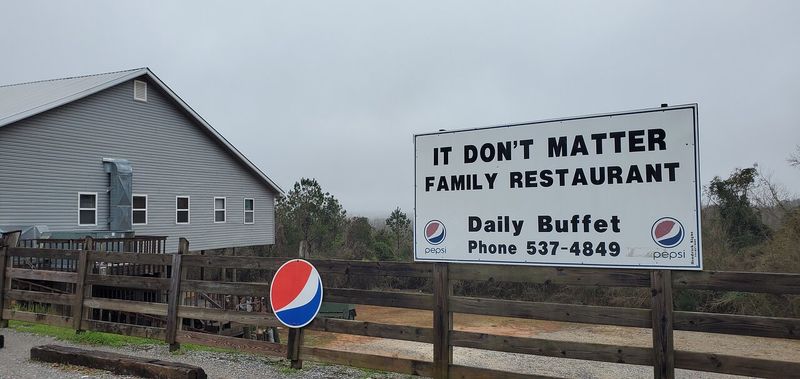 IT DON'T MATTER
FAMILY RESTAURANT
Daily Buffet
Phone 537-4849
pepsi
pepsi